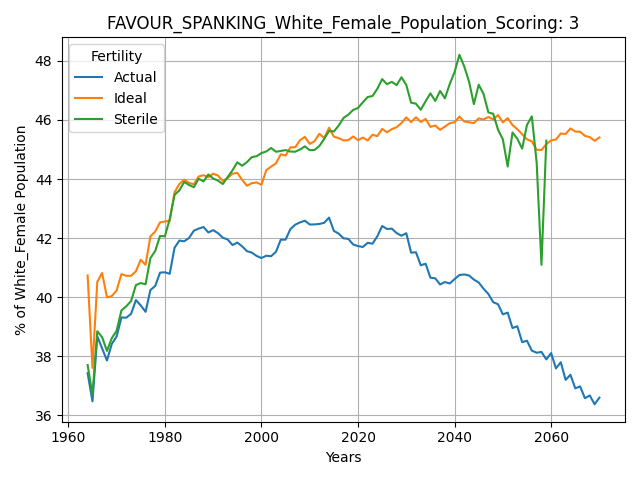 FAVOUR_SPANKING_White_Female_Population_Scoring: 3
Fertility
Actual
Ideal
Sterile
% of White_Female Population
48
46
44
42
40
38
36
1960
1980
2000
2020
2040
2060
Years